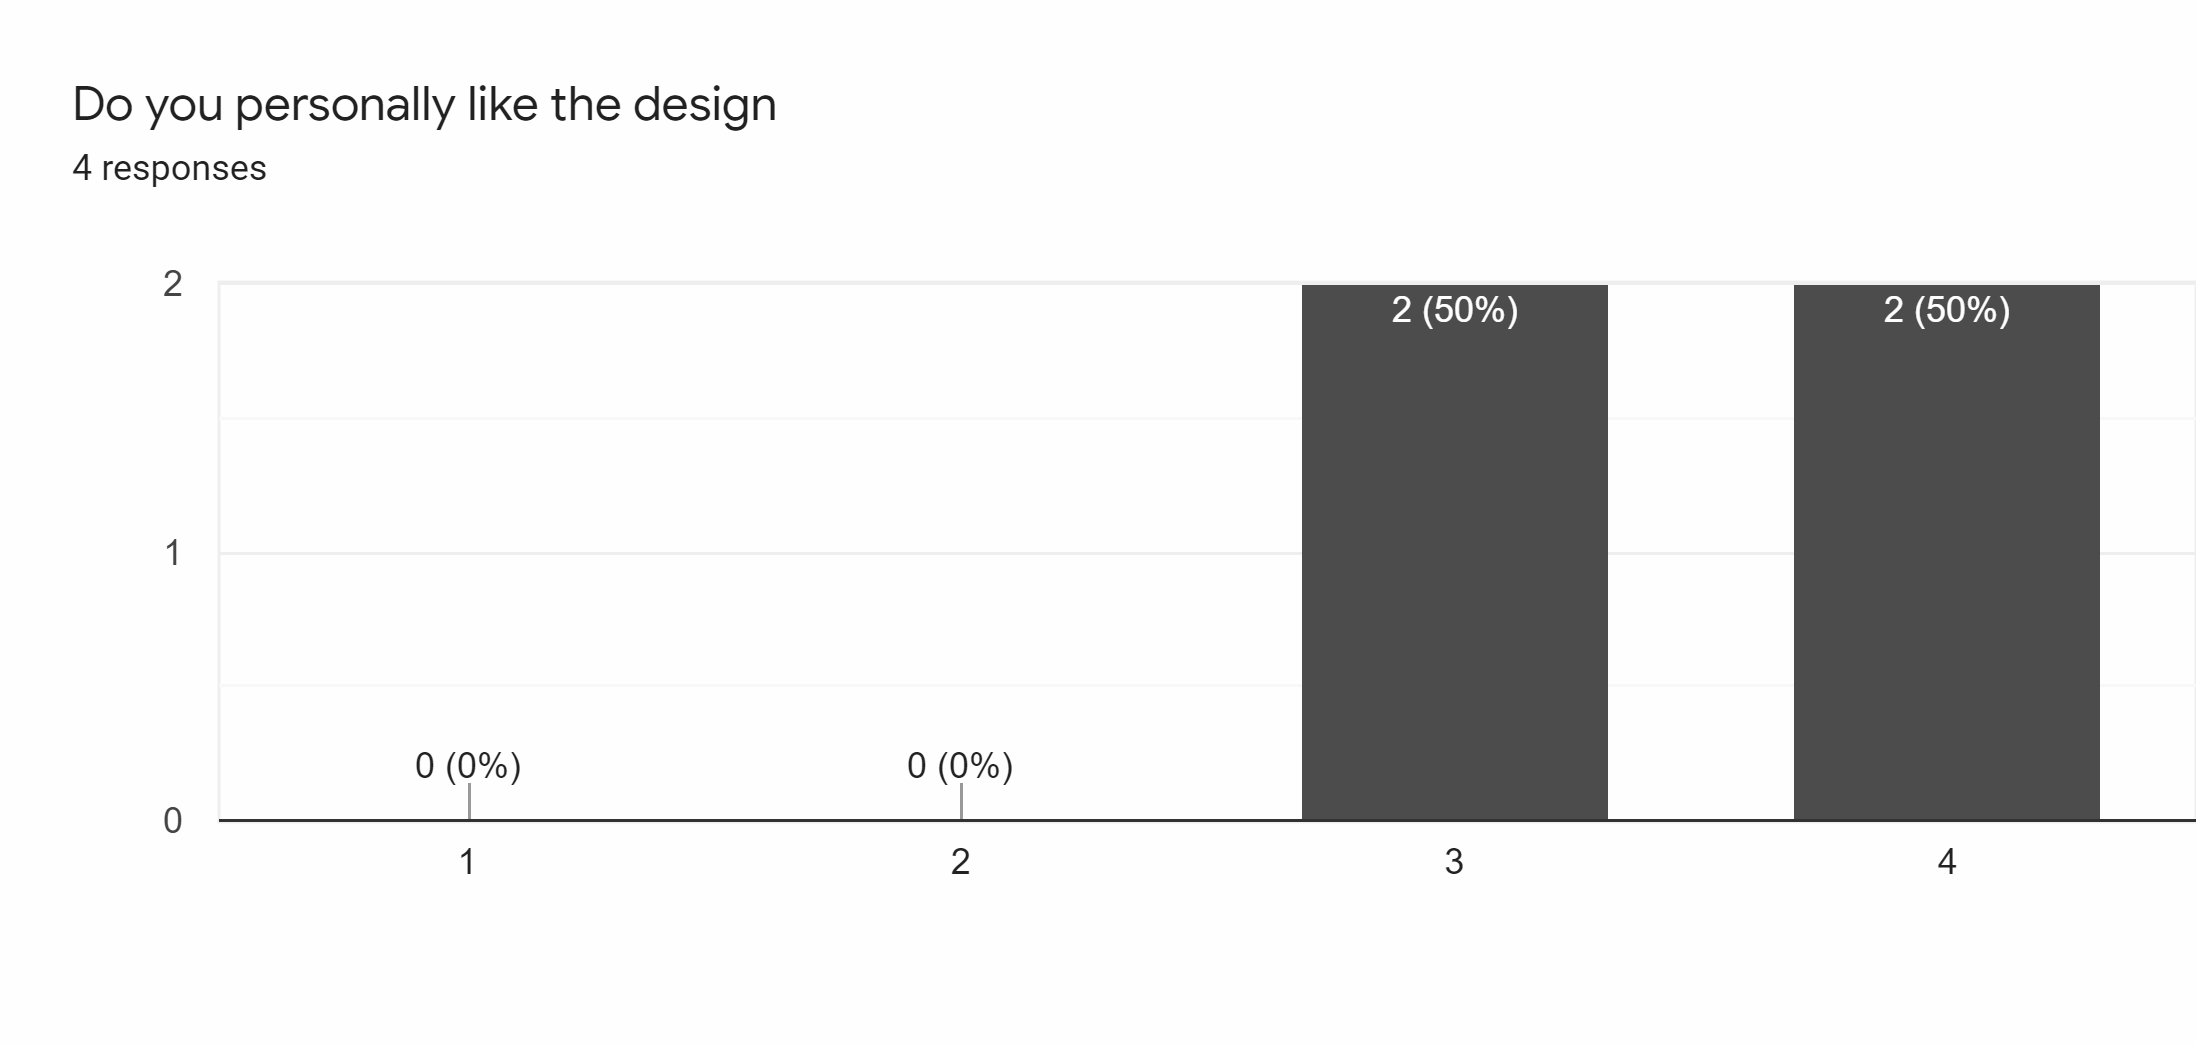 Do you personally like the design
4 responses
2
2 (50%) 2 (50%)
1
0 (0%) 0 (0%)
0
1 2 3 4